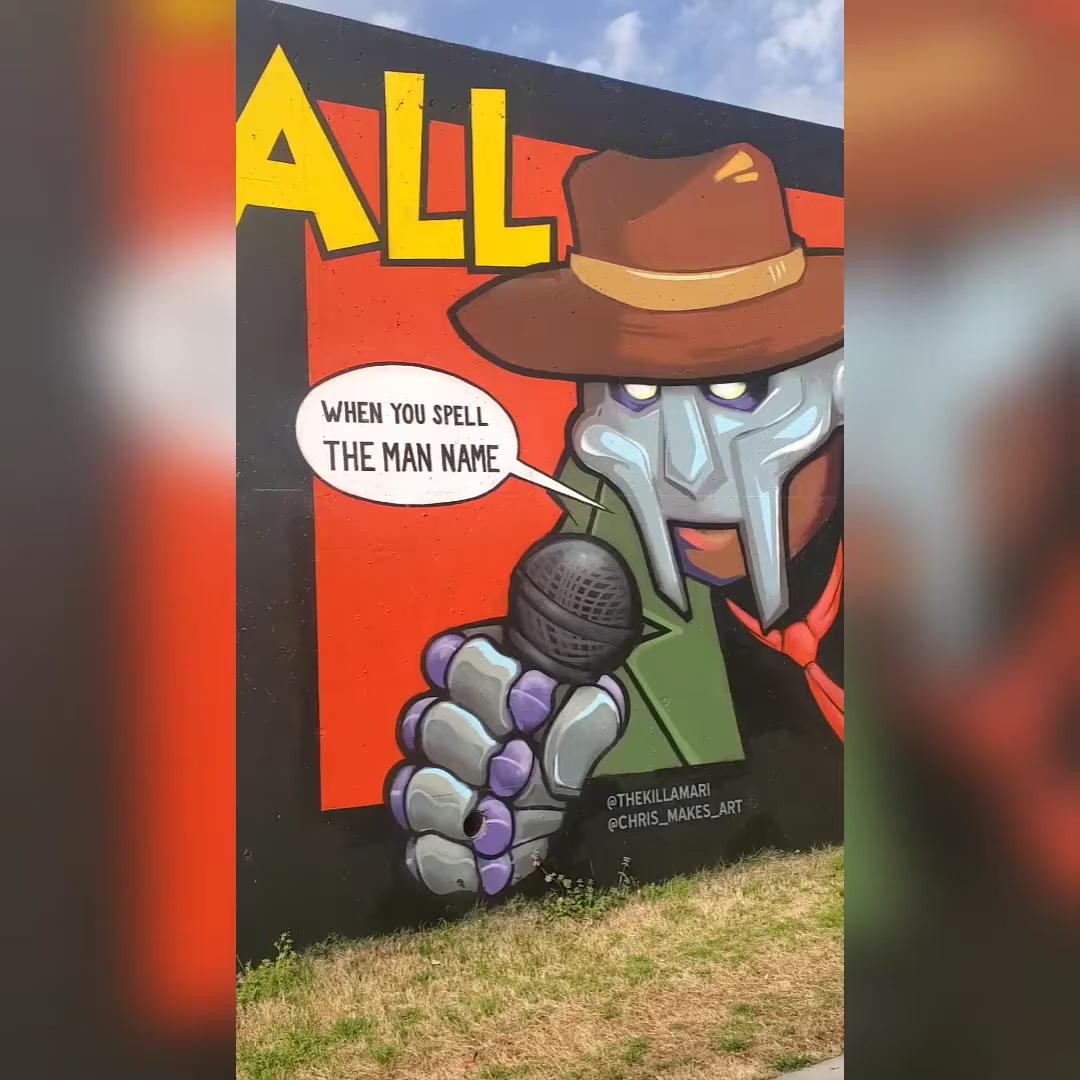 ALL
WHEN YOU SPELL
THE MAN NAME
@THEKILLAMARI
@CHRIS_MAKES_ART